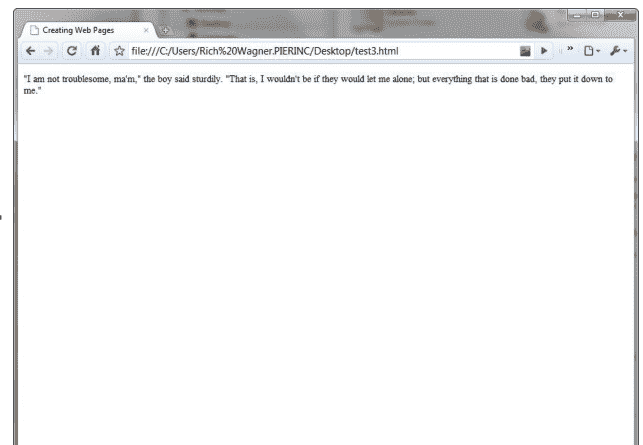 Creating Web Pages
file:///C:/Users/Rich%20Wagner.PIERINC/Desktop/test3.html
"I am not troublesome, ma'm," the boy said sturdily. "That is, I wouldn't be if they would let me alone; but everything that is done bad, they put it down to
me."